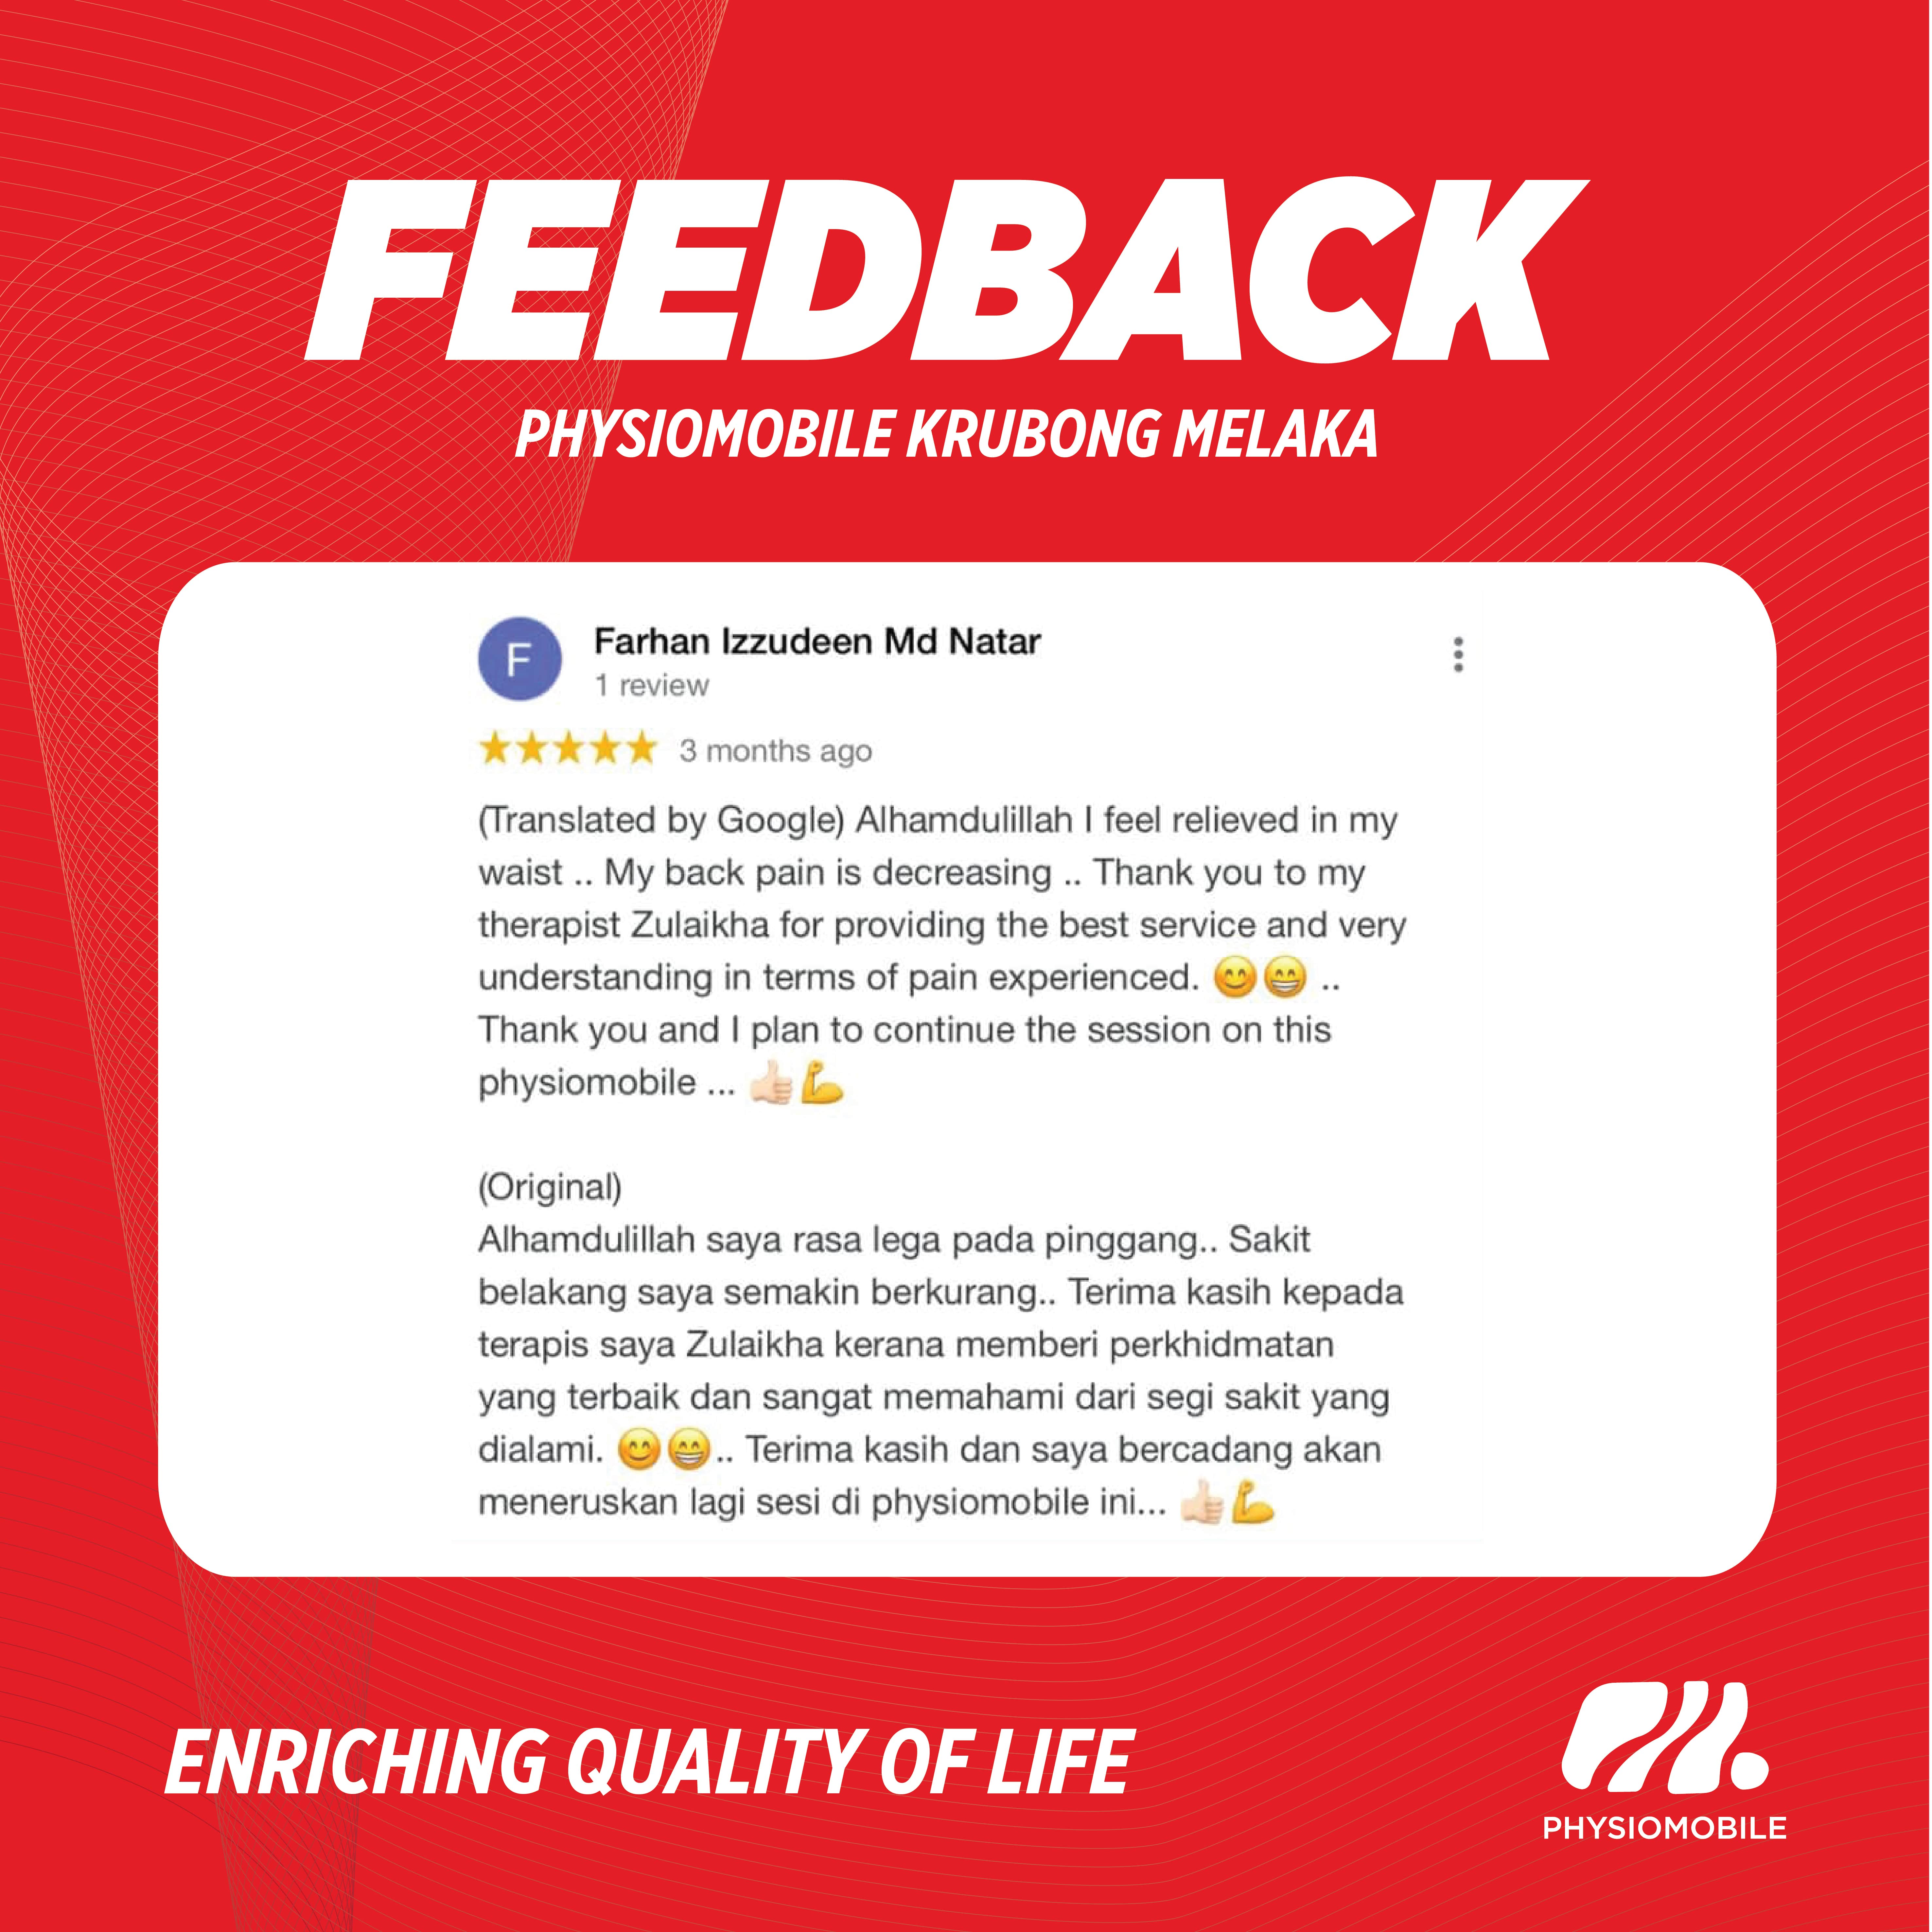 FEEDBACK
PHYSIOMOBILE KRUBONG MELAKA
F
Farhan Izzudeen Md Natar
1 review
★★★★★ 3 months ago
(Translated by Google) Alhamdulillah I feel relieved in my
waist .. My back pain is decreasing .. Thank you to my
therapist Zulaikha for providing the best service and very
understanding in terms of pain experienced. 😊😁 ..
Thank you and I plan to continue the session on this
physiomobile ... 👍🏻💪
(Original)
Alhamdulillah saya rasa lega pada pinggang.. Sakit
belakang saya semakin berkurang.. Terima kasih kepada
terapis saya Zulaikha kerana memberi perkhidmatan
yang terbaik dan sangat memahami dari segi sakit yang
dialami. 😊😁.. Terima kasih dan saya bercadang akan
meneruskan lagi sesi di physiomobile ini... 👍🏻💪
ENRICHING QUALITY OF LIFE
PHYSIOMOBILE